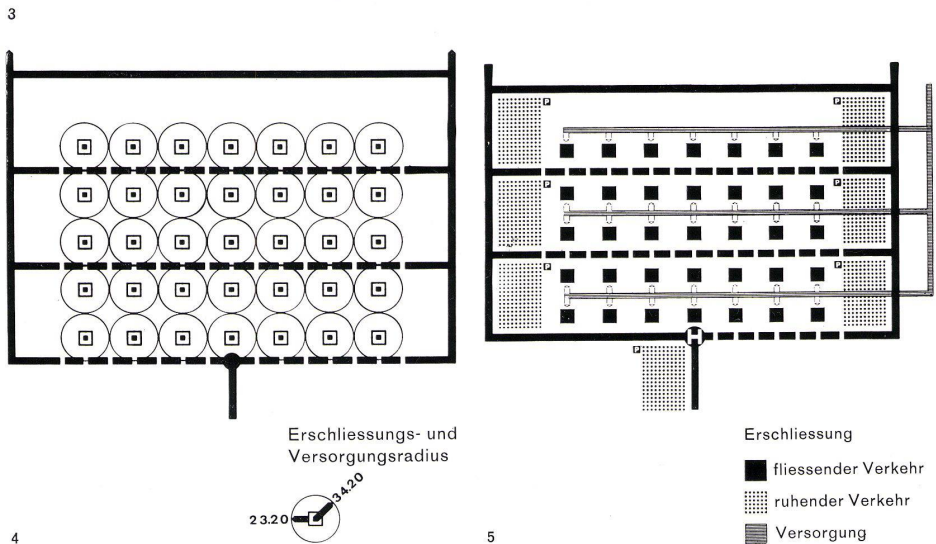 3
P
P
P
P
P
P
H
P
Erschliessungs- und
Versorgungsradius
34.20
23.20
4
5
Erschliessung
fliessender Verkehr
ruhender Verkehr
Versorgung